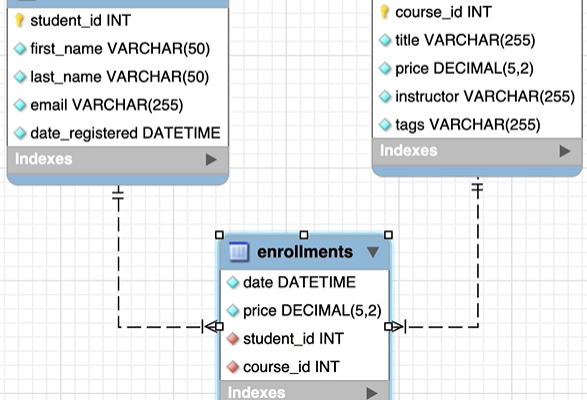 student_id INT
first_name VARCHAR(50)
last_name VARCHAR(50)
email VARCHAR(255)
date_registered DATETIME
Indexes
course_id INT
title VARCHAR(255)
price DECIMAL(5,2)
instructor VARCHAR(255)
tags VARCHAR(255)
Indexes
enrollments
date DATETIME
price DECIMAL(5,2)
student_id INT
course_id INT
Indexes